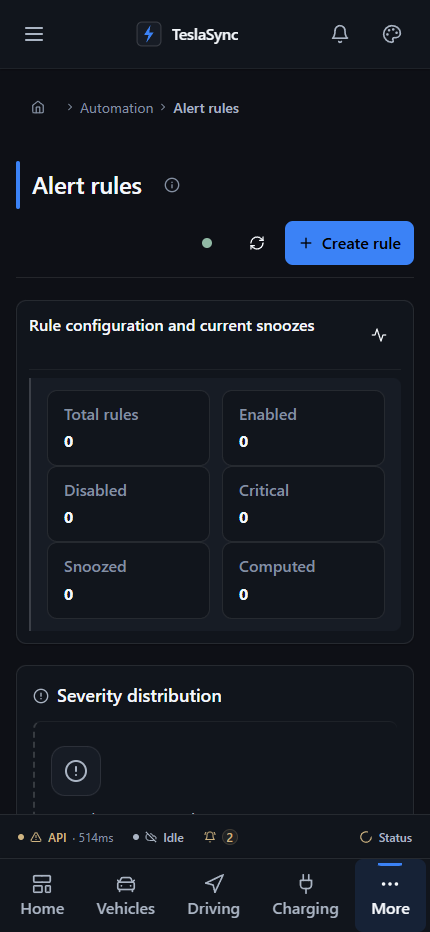 TeslaSync
Automation
Alert rules
Alert rules
Create rule
Rule configuration and current snoozes
Total rules
0
Enabled
0
Disabled
0
Critical
0
Snoozed
0
Computed
0
Severity distribution
API · 514ms
Idle
2
Status
Home
Vehicles
Driving
Charging
More